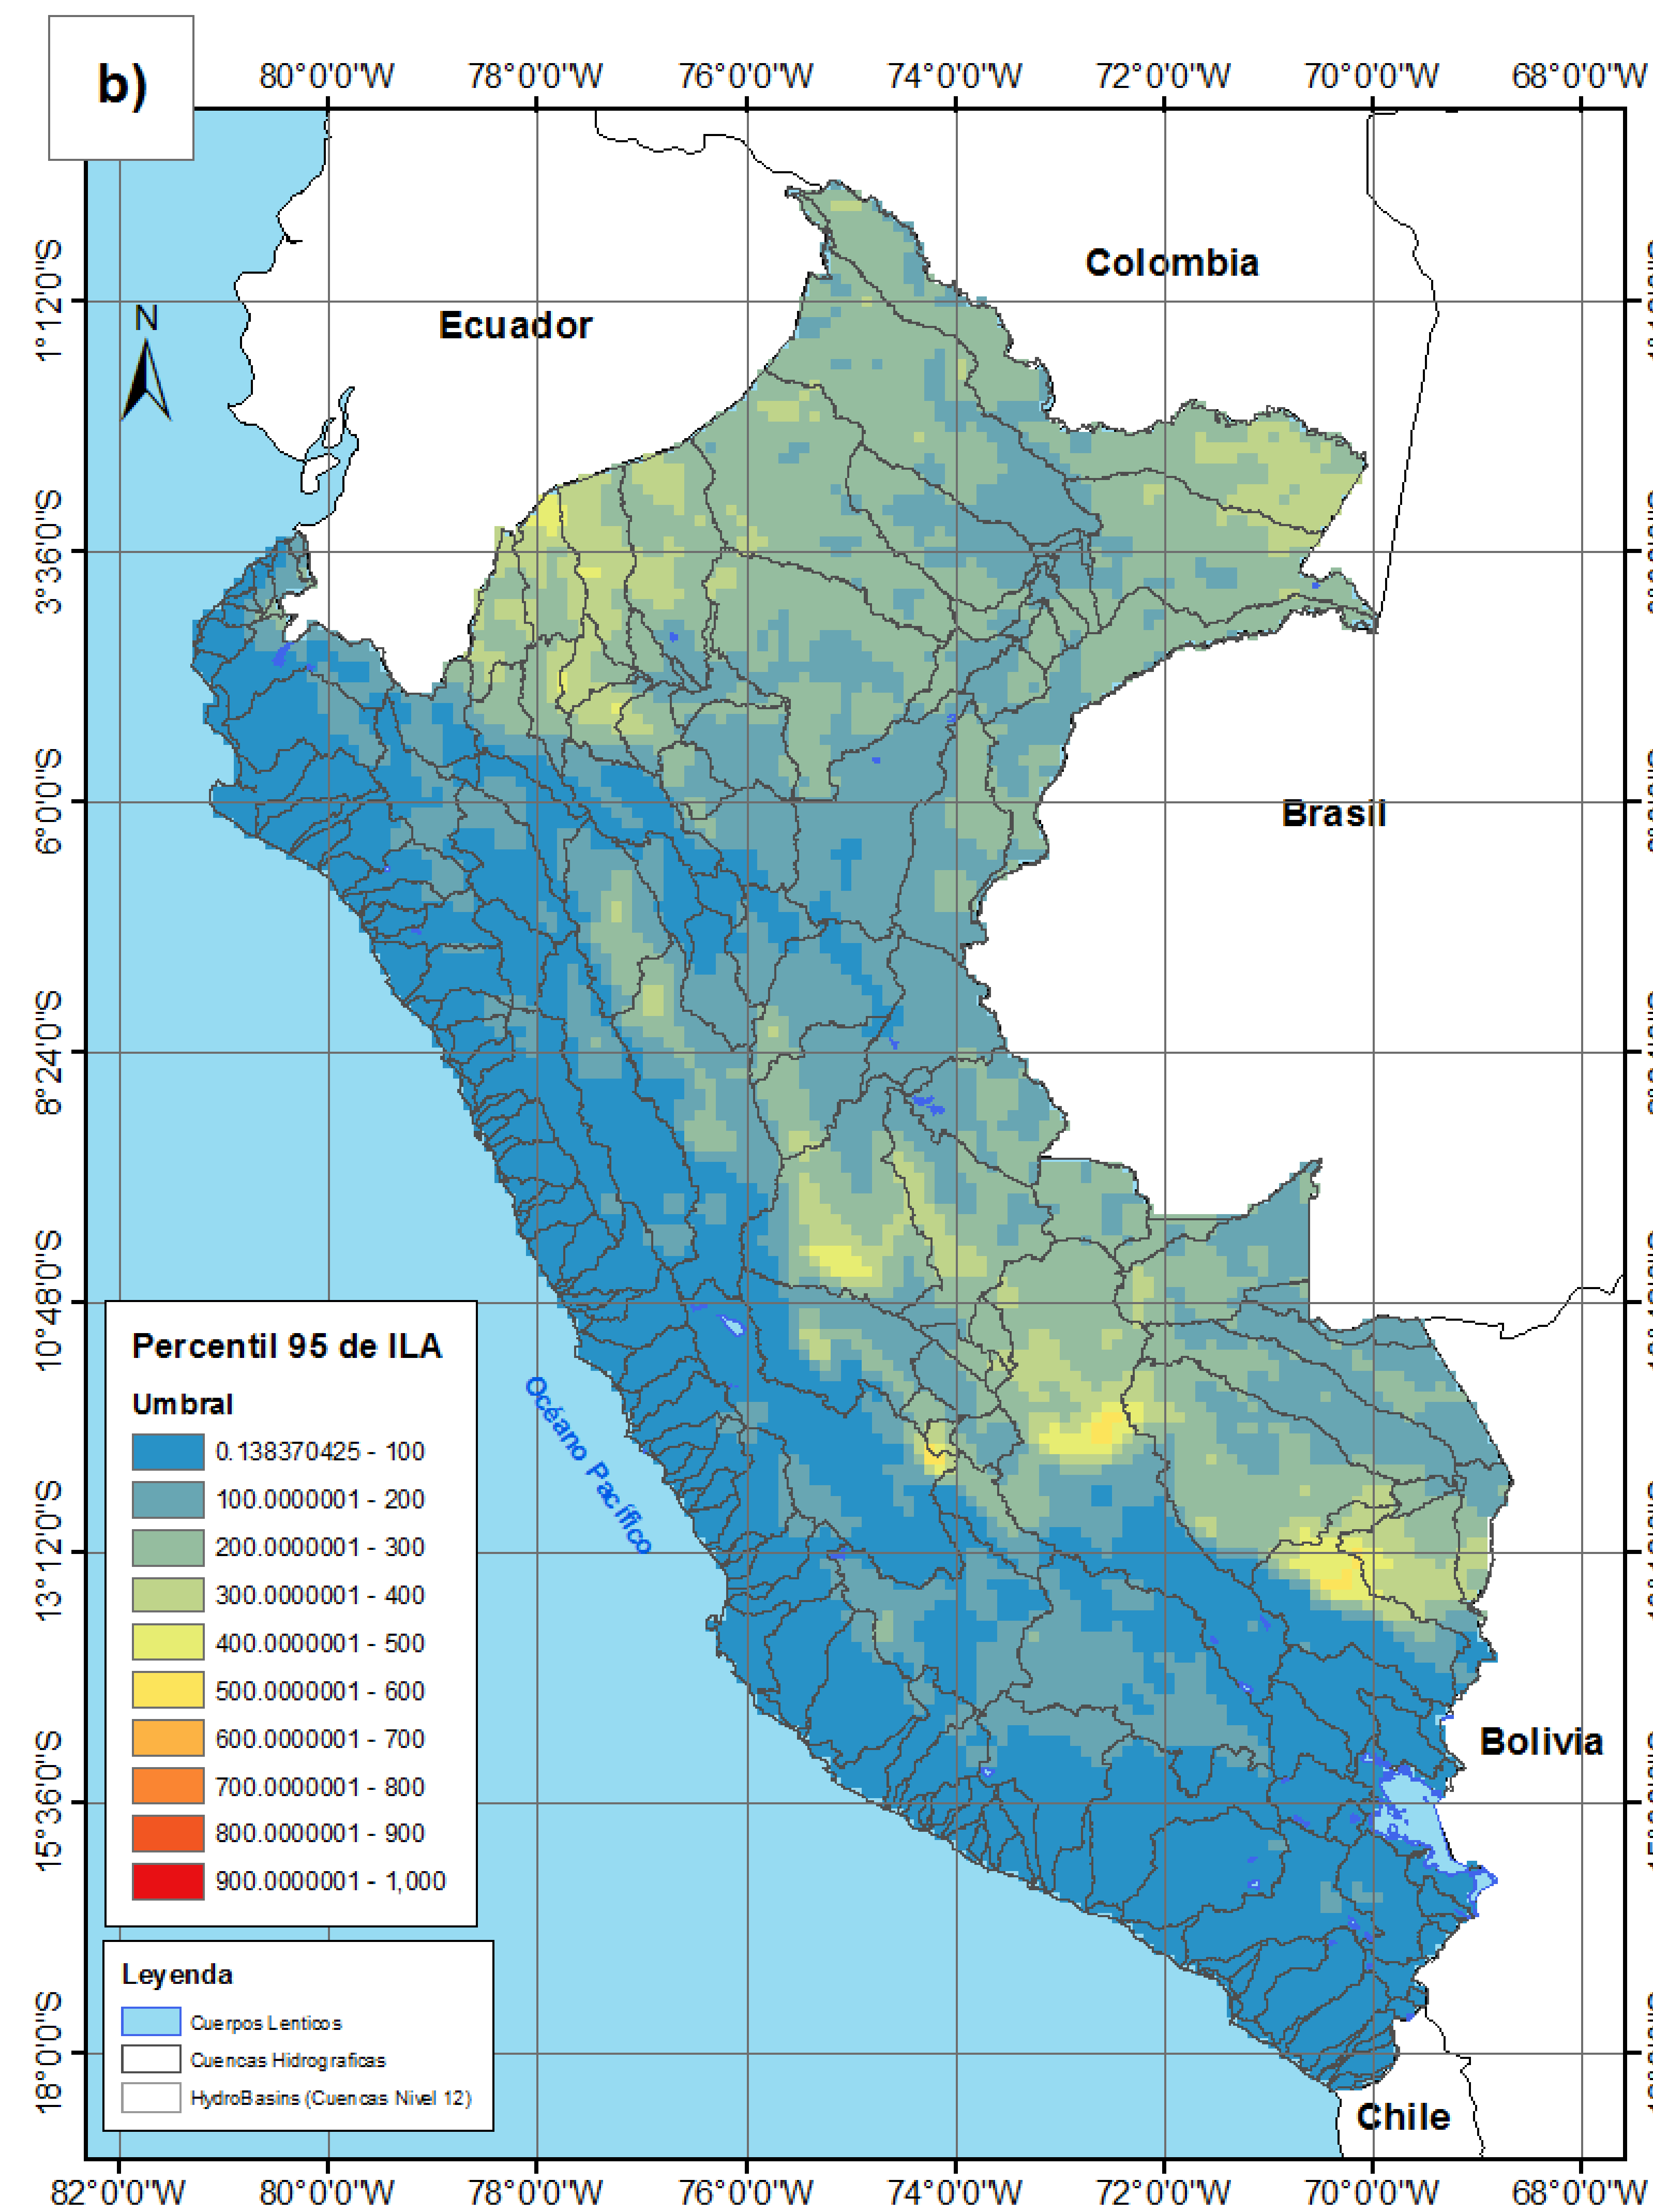 b)
80°0'0"W 78°0'0"W 76°0'0"W 74°0'0"W 72°0'0"W 70°0'0"W 68°0'0"W
Colombia
Ecuador
N
Brasil
Bolivia
Chile
Océano Pacífico
1°12'0"S
3°36'0"S
6°0'0"S
8°24'0"S
10°48'0"S
13°12'0"S
15°36'0"S
18°0'0"S
Percentil 95 de ILA
Umbral
0.138370425 - 100
100.0000001 - 200
200.0000001 - 300
300.0000001 - 400
400.0000001 - 500
500.0000001 - 600
600.0000001 - 700
700.0000001 - 800
800.0000001 - 900
900.0000001 - 1,000
Leyenda
Cuerpos Lenticos
Cuencas Hidrograficas
HydroBasins (Cuencas Nivel 12)
82°0'0"W 80°0'0"W 78°0'0"W 76°0'0"W 74°0'0"W 72°0'0"W 70°0'0"W 68°0'0"W